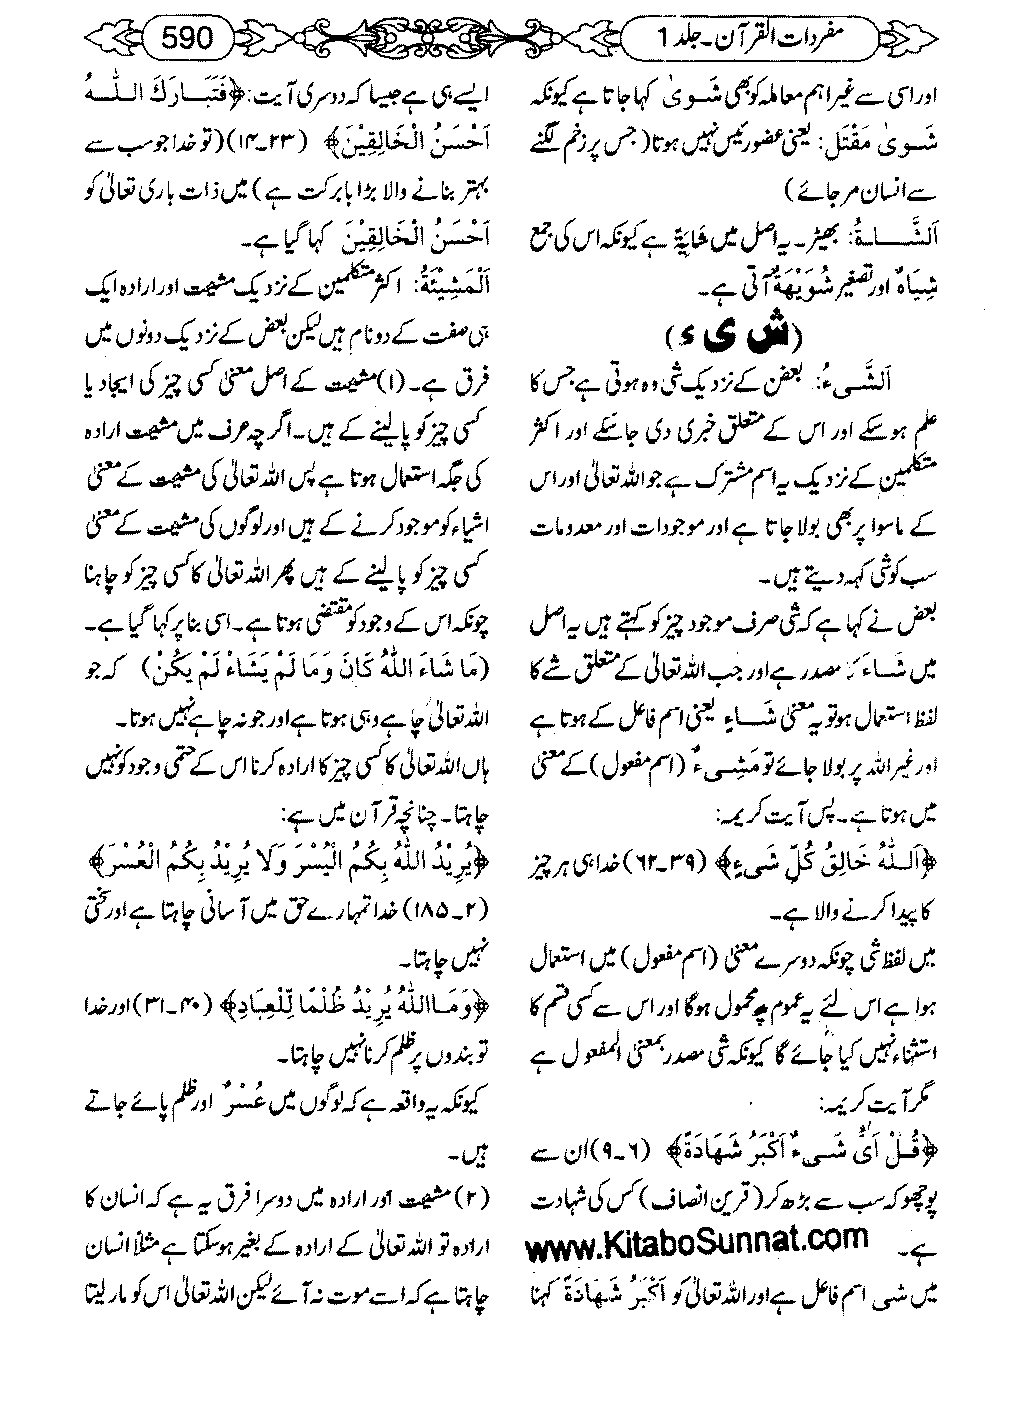 مفردات القرآن۔جلد 1
590
اور اسی سے غیر اہم معاملہ کو بھی شَویٰ کہا جاتا ہے کیونکہ
شَویٰ مَقْتَل: یعنی عضو رئیس نہیں ہوتا (جس پر زخم لگنے
سے انسان مر جائے)
اَلشَّــاةُ: بھیڑ۔ یہ اصل میں شَایَۃٌ ہے کیونکہ اس کی جمع
شِیَاہٌ اور تصغیر شُوَیْھَۃٌ آتی ہے۔
(ش ی ء)
اَلشَّیءُ: بعض کے نزدیک شی وہ ہوتی ہے جس کا
علم ہو سکے اور اس کے متعلق خبر دی جا سکے اور اکثر
متکلمین کے نزدیک یہ اسم مشترک ہے جو اللہ تعالیٰ اور اس
کے ماسوا پر بھی بولا جاتا ہے اور موجودات اور معدومات
سب کو شی کہہ دیتے ہیں۔
بعض نے کہا ہے کہ شی صرف موجود چیز کو کہتے ہیں یہ اصل
میں شَــاءَ کا مصدر ہے اور جب اللہ تعالیٰ کے متعلق شے کا
لفظ استعمال ہو تو یہ بمعنیٰ شَــاءٍ یعنی اسم فاعل کے ہوتا ہے
اور غیر اللہ پر بولا جائے تو مَشِیءٌ (اسم مفعول) کے معنی
میں ہوتا ہے۔ پس آیت کریمہ:
﴿اَللّٰهُ خَالِقُ كُلِّ شَیءٍ﴾ (۳۹۔۶۲) خدا ہی ہر چیز
کا پیدا کرنے والا ہے۔
میں لفظ شی چونکہ دوسرے معنی (اسم مفعول) میں استعمال
ہوا ہے اس لئے یہ عموم پر محمول ہوگا اور اس سے کسی قسم کا
استثناء نہیں کیا جائے گا کیونکہ شی مصدر بمعنی المفعول ہے
مگر آیت کریمہ:
﴿قُلْ اَیُّ شَیءٍ اَكْبَرُ شَهَادَةً﴾ (۶۔۹) ان سے
پوچھو کہ سب سے بڑھ کر (قرین انصاف) کس کی شہادت
ہے۔
www.KitaboSunnat.com
میں شی اسم فاعل ہے اور اللہ تعالیٰ کو اَکْبَرُ شَھَادَةً کہنا
ایسے ہی ہے جیسا کہ دوسری آیت: ﴿فَتَبَارَكَ اللّٰهُ
اَحْسَنُ الْخَالِقِیْنَ﴾ (۲۳۔۱۴) (تو خدا جو سب سے
بہتر بنانے والا بڑا بابرکت ہے) میں ذات باری تعالیٰ کو
اَحْسَنُ الْخَالِقِیْنَ کہا گیا ہے۔
اَلْمَشِیْئَةُ: اکثر متکلمین کے نزدیک مشیت اور ارادہ ایک
ہی صفت کے دو نام ہیں لیکن بعض کے نزدیک دونوں میں
فرق ہے۔ (۱) مشیت کے اصل معنی کسی چیز کی ایجاد یا
کسی چیز کو پا لینے کے ہیں۔ اگرچہ عرف میں مشیت ارادہ
کی جگہ استعمال ہوتا ہے پس اللہ تعالیٰ کی مشیت کے معنی
اشیاء کو موجود کرنے کے ہیں اور لوگوں کی مشیت کے معنی
کسی چیز کو پا لینے کے ہیں پھر اللہ تعالیٰ کا کسی چیز کو چاہنا
چونکہ اس کے وجود کو مقتضی ہوتا ہے۔ اسی بنا پر کہا گیا ہے۔
(مَا شَاءَ اللّٰهُ كَانَ وَمَا لَمْ یَشَاءْ لَمْ یَكُنْ) کہ جو
اللہ تعالیٰ چاہے وہی ہوتا ہے اور جو نہ چاہے نہیں ہوتا۔
ہاں اللہ تعالیٰ کا کسی چیز کا ارادہ کرنا اس کے حتمی وجود کو نہیں
چاہتا۔ چنانچہ قرآن میں ہے:
﴿یُرِیْدُ اللّٰهُ بِكُمُ الْیُسْرَ وَلَا یُرِیْدُ بِكُمُ الْعُسْرَ﴾
(۲۔۱۸۵) خدا تمہارے حق میں آسانی چاہتا ہے اور سختی
نہیں چاہتا۔
﴿وَمَا اللّٰهُ یُرِیْدُ ظُلْمًا لِّلْعِبَادِ﴾ (۴۰۔۳۱) اور خدا
تو بندوں پر ظلم کرنا نہیں چاہتا۔
کیونکہ یہ واقعہ ہے کہ لوگوں میں عُسْرٌ اور ظلم پائے جاتے
ہیں۔
(۲) مشیت اور ارادہ میں دوسرا فرق یہ ہے کہ انسان کا
ارادہ تو اللہ تعالیٰ کے ارادہ کے بغیر ہو سکتا ہے مثلاً انسان
چاہتا ہے کہ اسے موت نہ آئے لیکن اللہ تعالیٰ اس کو مار لیتا